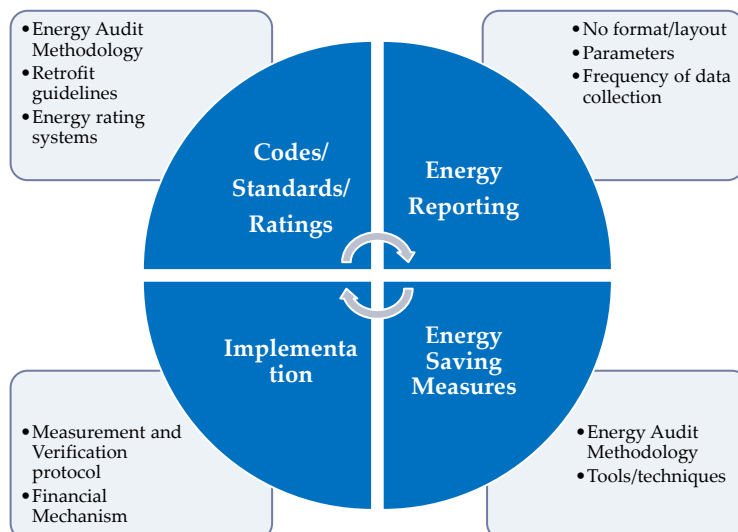 •Energy Audit
Methodology
•Retrofit
guidelines
•Energy rating
systems
•No format/layout
•Parameters
•Frequency of data
collection
Codes/
Standards/
Ratings
Energy
Reporting
Implementa
tion
Energy
Saving
Measures
•Measurement and
Verification
protocol
•Financial
Mechanism
•Energy Audit
Methodology
•Tools/techniques